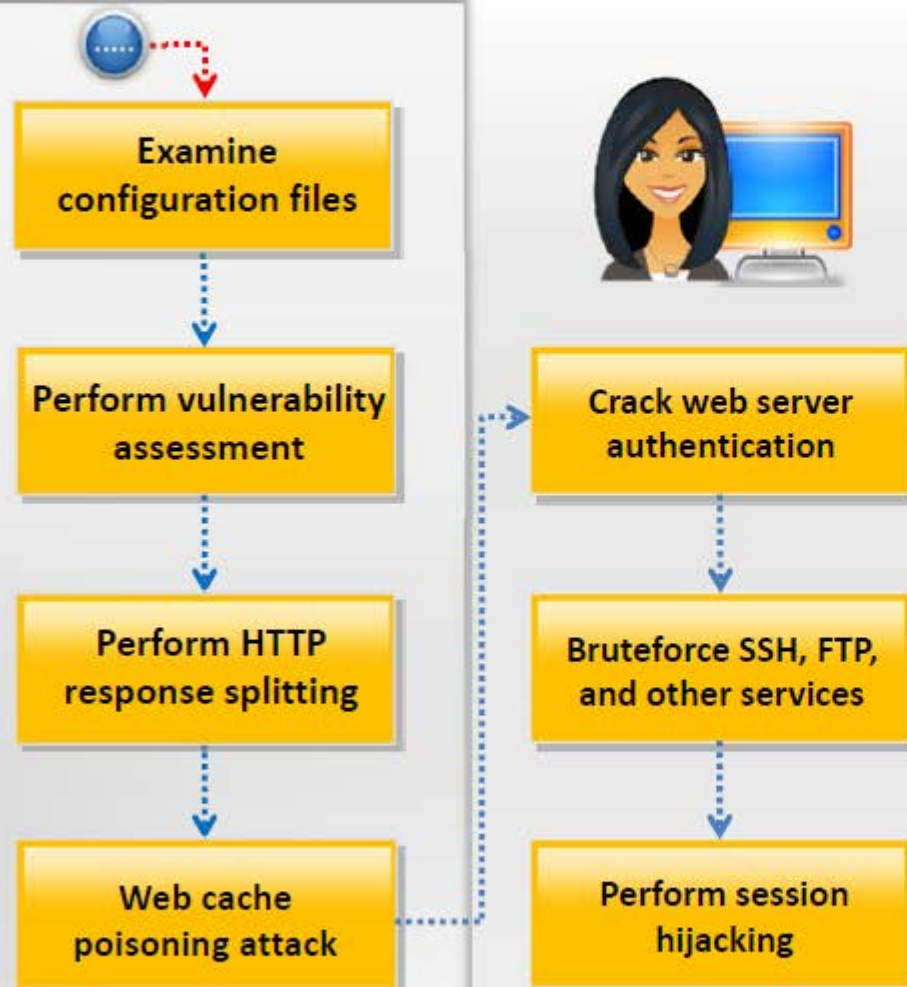 Examine
configuration files
Perform vulnerability
assessment
Perform HTTP
response splitting
Web cache
poisoning attack
Crack web server
authentication
Bruteforce SSH, FTP,
and other services
Perform session
hijacking